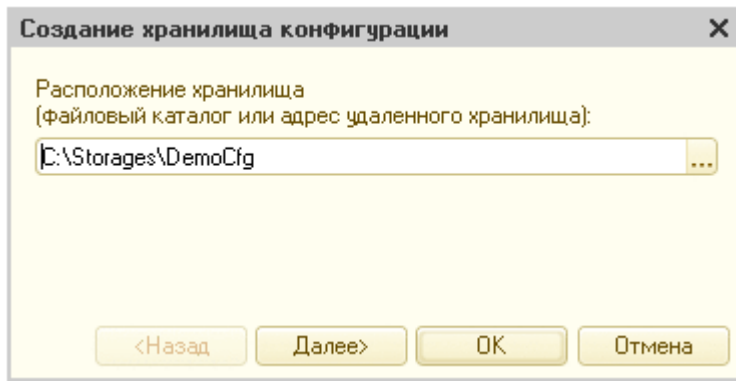 Создание хранилища конфигурации
Расположение хранилища
(файловый каталог или адрес удаленного хранилища):
C:\Storages\DemoCfg
...
<Назад Далее> OK Отмена